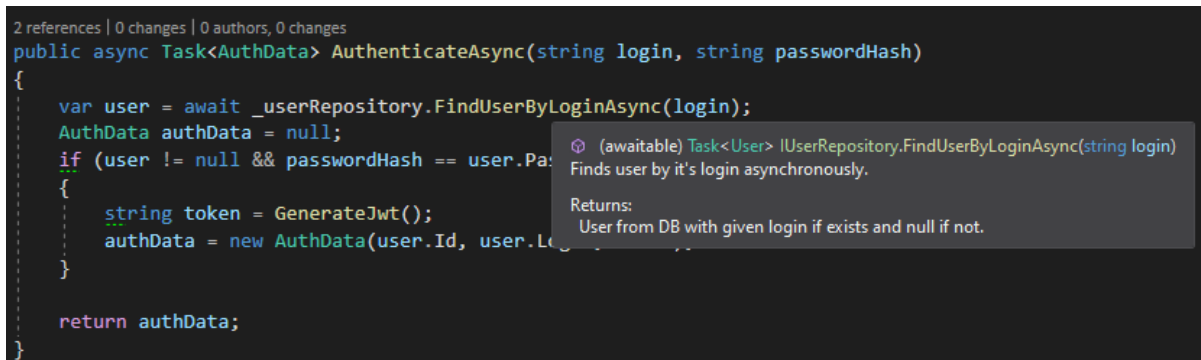 2 references | 0 changes | 0 authors, 0 changes
public async Task<AuthData> AuthenticateAsync(string login, string passwordHash)
{
var user = await _userRepository.FindUserByLoginAsync(login);
AuthData authData = null;
if (user != null && passwordHash == user.Pas
(awaitable) Task<User> IUserRepository.FindUserByLoginAsync(string login)
Finds user by it's login asynchronously.
Returns:
User from DB with given login if exists and null if not.
{
string token = GenerateJwt();
authData = new AuthData(user.Id, user.Lo
}
return authData;
}